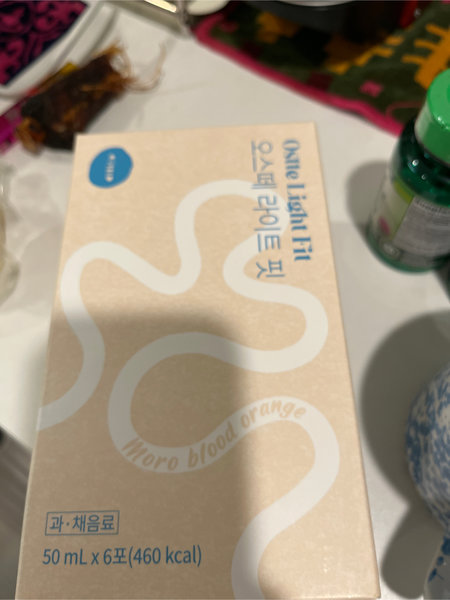 Ostte Light Fit
오스떼 라이트 핏
Moro blood orange
과·채음료
50 mL x 6포(460 kcal)